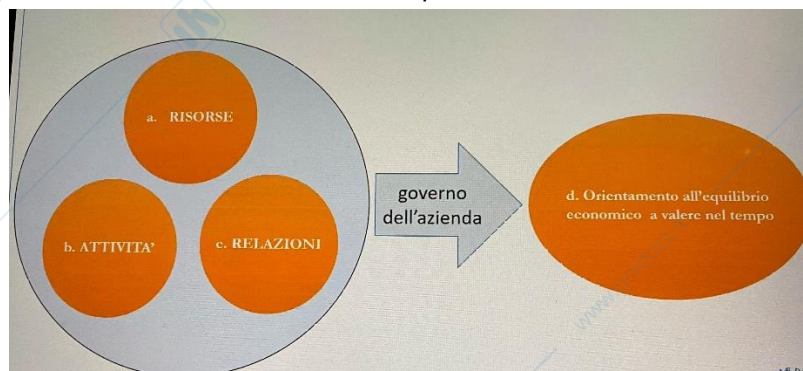 a. RISORSE
b. ATTIVITA'
c. RELAZIONI
governo
dell'azienda
d. Orientamento all'equilibrio
economico a valere nel tempo